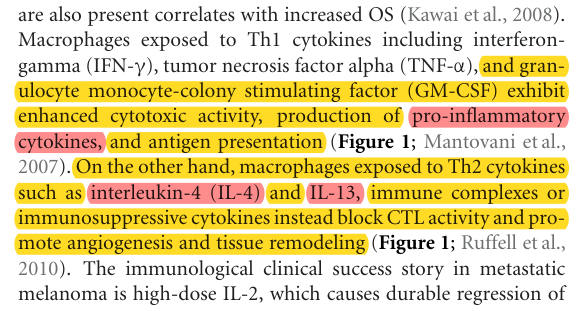 are also present correlates with increased OS (Kawai et al., 2008).
Macrophages exposed to Th1 cytokines including interferon-
gamma (IFN-γ), tumor necrosis factor alpha (TNF-α), and gran-
ulocyte monocyte-colony stimulating factor (GM-CSF) exhibit
enhanced cytotoxic activity, production of pro-inflammatory
cytokines, and antigen presentation (Figure 1; Mantovani et al.,
2007). On the other hand, macrophages exposed to Th2 cytokines
such as interleukin-4 (IL-4) and IL-13, immune complexes or
immunosuppressive cytokines instead block CTL activity and pro-
mote angiogenesis and tissue remodeling (Figure 1; Ruffell et al.,
2010). The immunological clinical success story in metastatic
melanoma is high-dose IL-2, which causes durable regression of